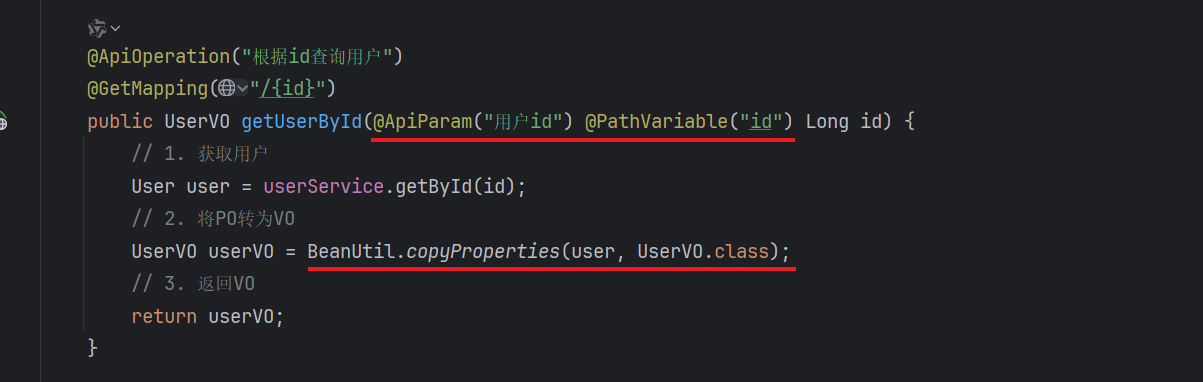 @ApiOperation("根据id查询用户")
@GetMapping("/{id}")
public UserVO getUserById(@ApiParam("用户id") @PathVariable("id") Long id) {
// 1. 获取用户
User user = userService.getById(id);
// 2. 将PO转为VO
UserVO userVO = BeanUtil.copyProperties(user, UserVO.class);
// 3. 返回VO
return userVO;
}